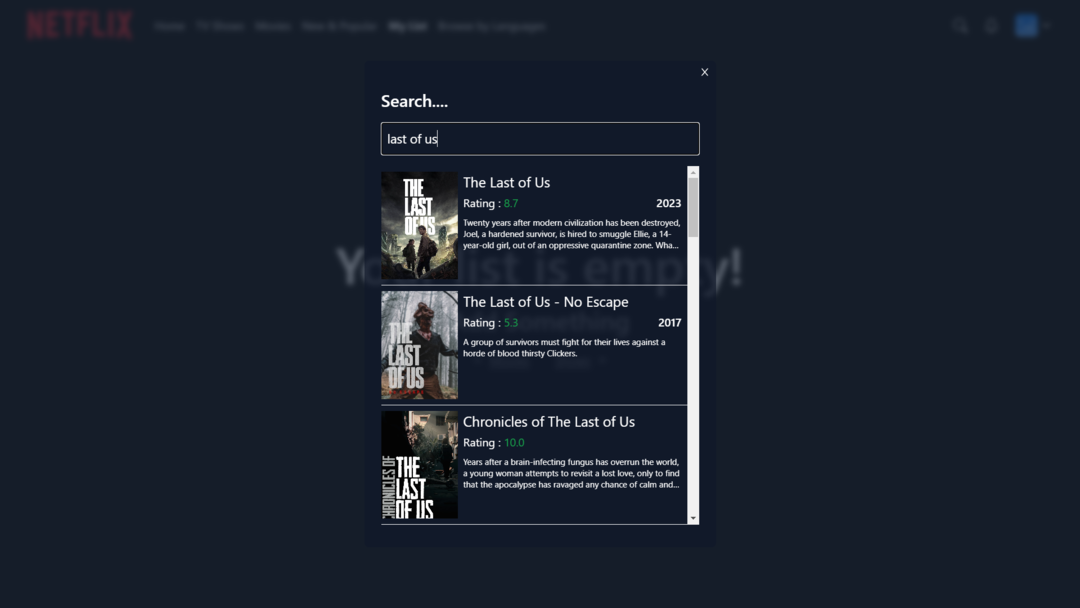 NETFLIX
Home TV Shows Movies New & Popular My List Browse by Languages
X
Search....
last of us
THE
LAST
OF US
The Last of Us
Rating : 8.7 2023
Twenty years after modern civilization has been destroyed,
Joel, a hardened survivor, is hired to smuggle Ellie, a 14-
year-old girl, out of an oppressive quarantine zone. Wha...
Your list is empty!
THE
LAST
OF US
The Last of Us - No Escape
Rating : 5.3 2017
something
A group of survivors must fight for their lives against a
horde of blood thirsty Clickers.
CHRONICLES OF
THE
LAST
OF US
Chronicles of The Last of Us
Rating : 10.0
Years after a brain-infecting fungus has overrun the world,
a young woman attempts to revisit a lost love, only to find
that the apocalypse has ravaged any chance of calm and...